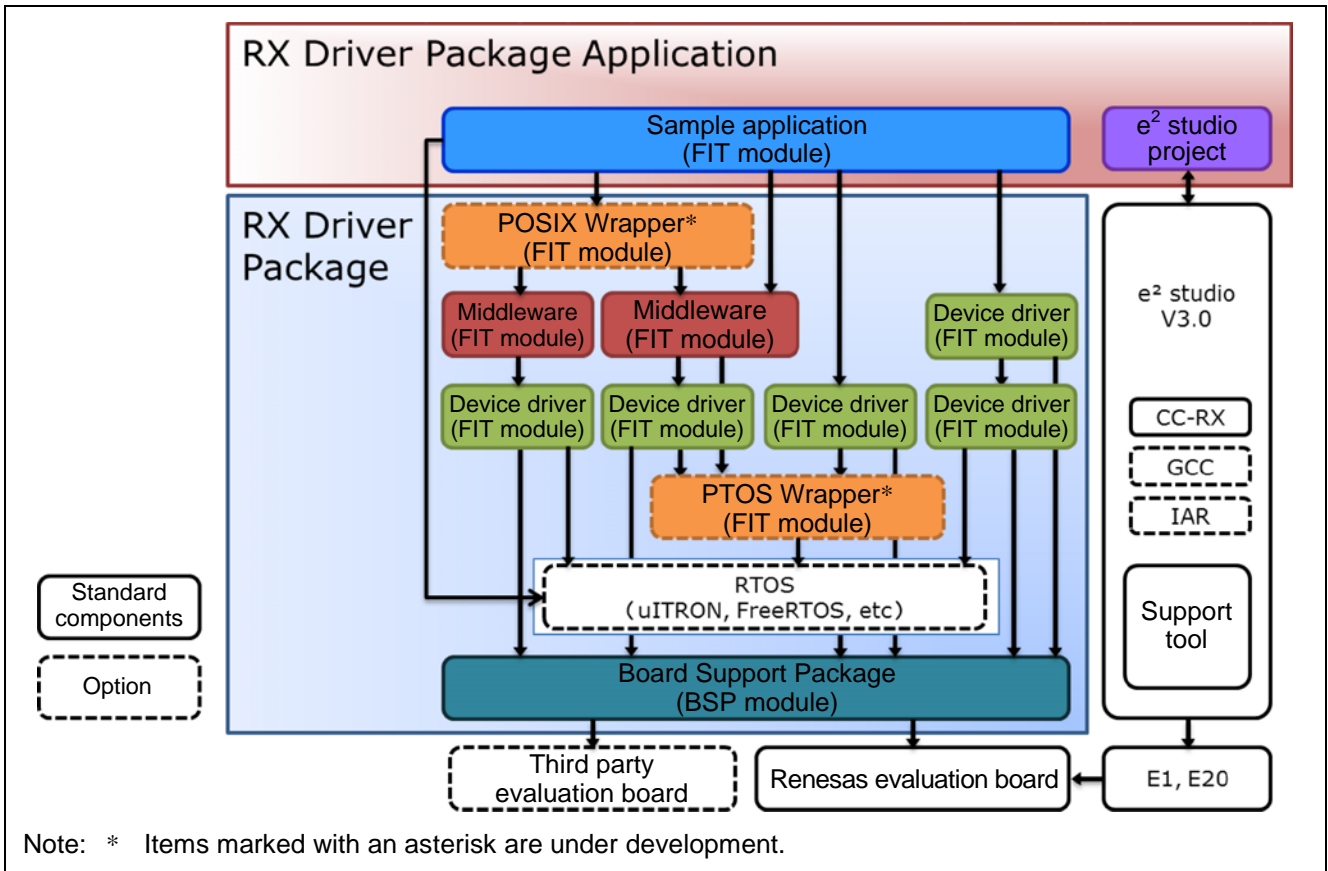 RX Driver Package Application
Sample application
(FIT module)
e² studio
project
RX Driver
Package
POSIX Wrapper*
(FIT module)
Middleware
(FIT module)
Middleware
(FIT module)
Device driver
(FIT module)
e² studio
V3.0
Device driver
(FIT module)
Device driver
(FIT module)
Device driver
(FIT module)
Device driver
(FIT module)
CC-RX
GCC
IAR
PTOS Wrapper*
(FIT module)
RTOS
(uITRON, FreeRTOS, etc)
Standard
components
Option
Support
tool
Board Support Package
(BSP module)
Third party
evaluation board
Renesas evaluation board
E1, E20
Note: * Items marked with an asterisk are under development.